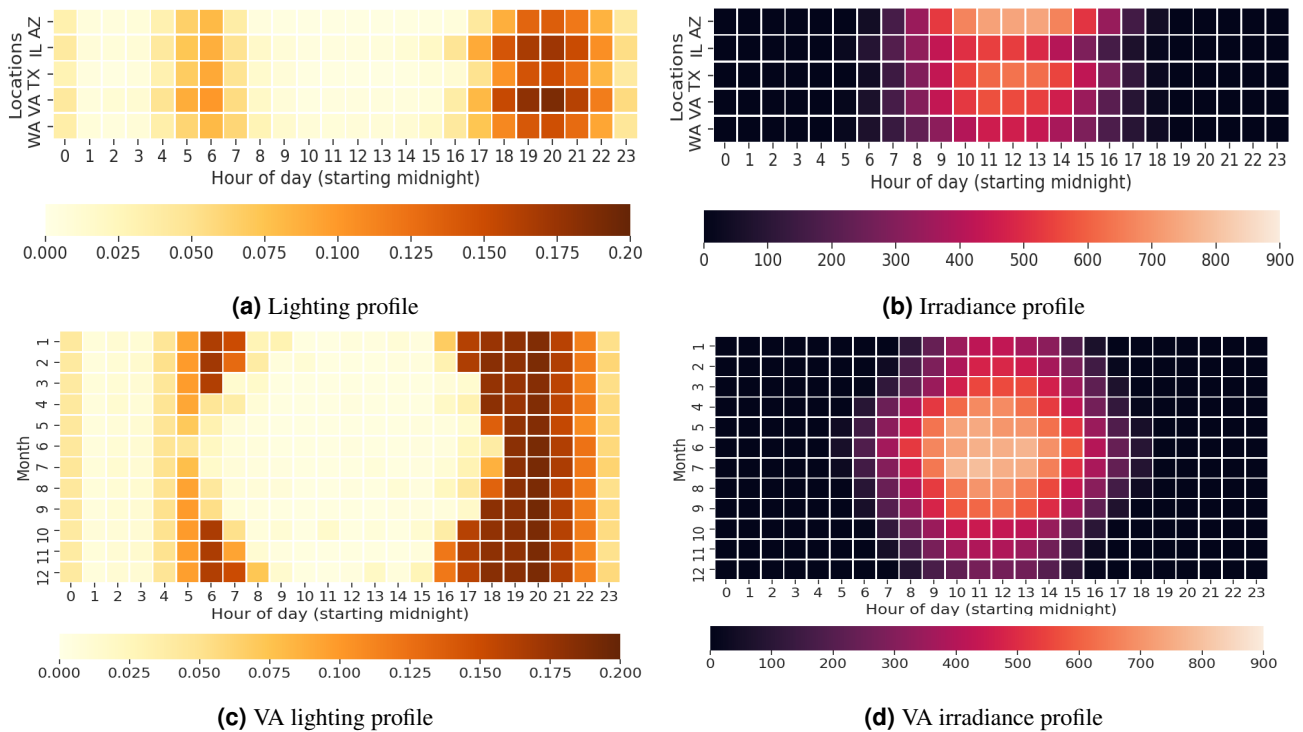 Locations
AZ
IL
TX
VA
WA
0 1 2 3 4 5 6 7 8 9 10 11 12 13 14 15 16 17 18 19 20 21 22 23
Hour of day (starting midnight)
0.000 0.025 0.050 0.075 0.100 0.125 0.150 0.175 0.20
(a) Lighting profile
Locations
AZ
IL
TX
VA
WA
0 1 2 3 4 5 6 7 8 9 10 11 12 13 14 15 16 17 18 19 20 21 22 23
Hour of day (starting midnight)
0 100 200 300 400 500 600 700 800 900
(b) Irradiance profile
Month
1
2
3
4
5
6
7
8
9
10
11
12
0 1 2 3 4 5 6 7 8 9 10 11 12 13 14 15 16 17 18 19 20 21 22 23
Hour of day (starting midnight)
0.000 0.025 0.050 0.075 0.100 0.125 0.150 0.175 0.200
(c) VA lighting profile
Month
1
2
3
4
5
6
7
8
9
10
11
12
0 1 2 3 4 5 6 7 8 9 10 11 12 13 14 15 16 17 18 19 20 21 22 23
Hour of day (starting midnight)
0 100 200 300 400 500 600 700 800 900
(d) VA irradiance profile